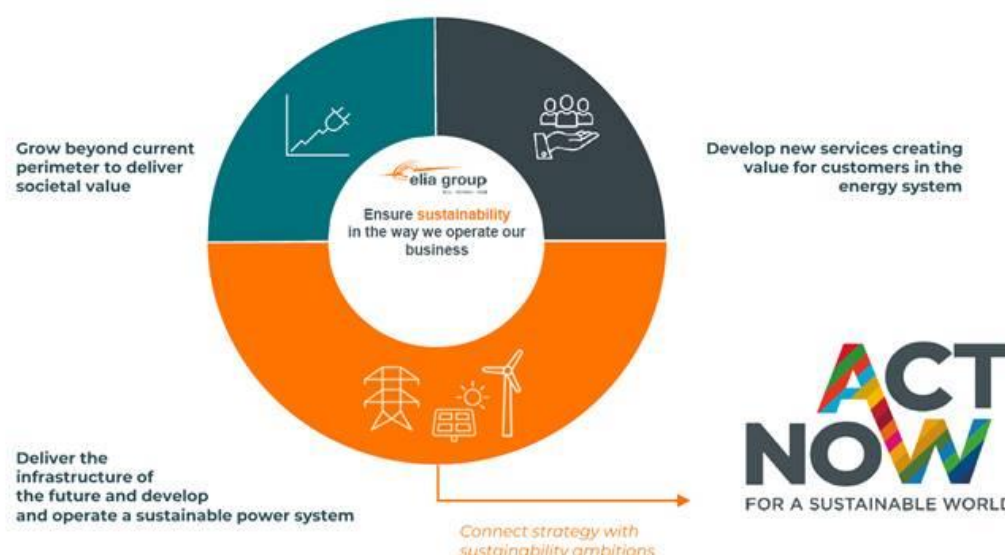 Grow beyond current
perimeter to deliver
societal value
elia group
Ensure sustainability
in the way we operate our
business
Develop new services creating
value for customers in the
energy system
Deliver the
infrastructure of
the future and develop
and operate a sustainable power system
Connect strategy with
sustainability ambitions
ACT
NOW
FOR A SUSTAINABLE WORLD